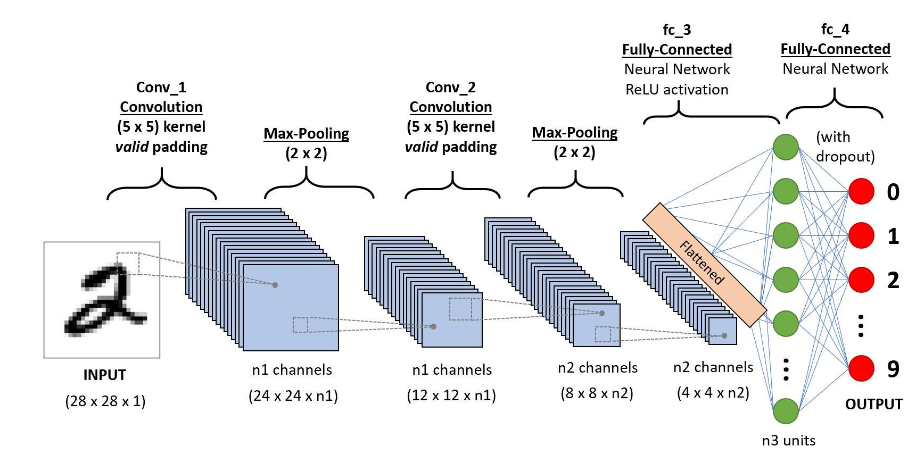 fc_3
Fully-Connected
Neural Network
ReLU activation
fc_4
Fully-Connected
Neural Network
Conv_1
Convolution
(5 x 5) kernel
valid padding
Max-Pooling
(2 x 2)
Conv_2
Convolution
(5 x 5) kernel
valid padding
Max-Pooling
(2 x 2)
(with
dropout)
2
Flattened
0
1
2
9
INPUT
(28 x 28 x 1)
n1 channels
(24 x 24 x n1)
n1 channels
(12 x 12 x n1)
n2 channels
(8 x 8 x n2)
n2 channels
(4 x 4 x n2)
OUTPUT
n3 units